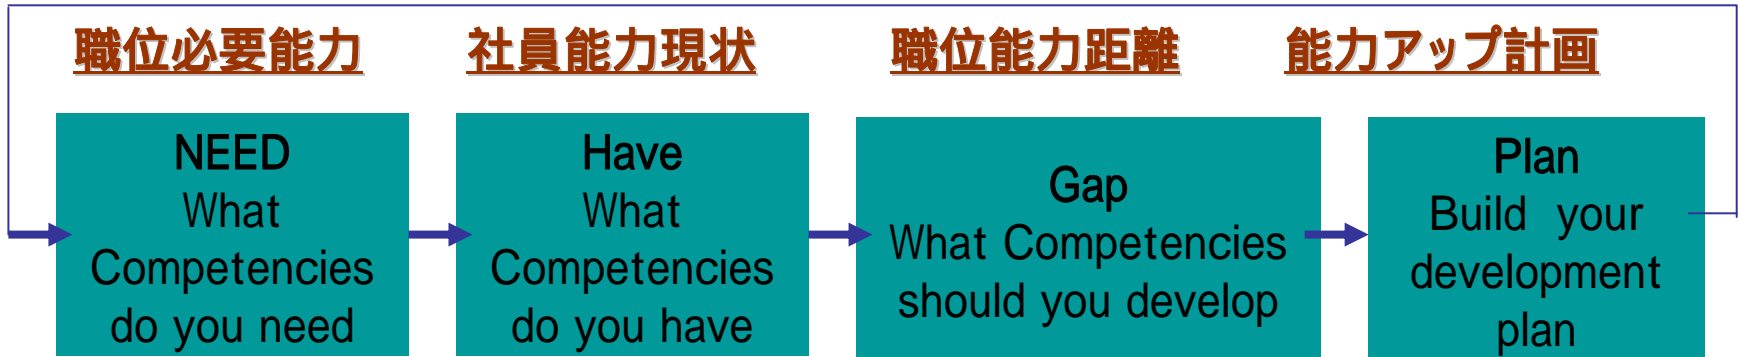 職位必要能力
社員能力現状
職位能力距離
能力アップ計画
NEED
What
Competencies
do you need
Have
What
Competencies
do you have
Gap
What Competencies
should you develop
Plan
Build your
development
plan